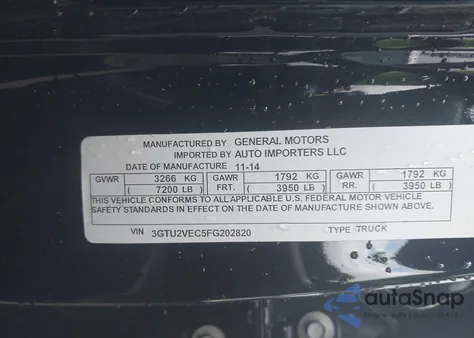 MANUFACTURED BY GENERAL MOTORS
IMPORTED BY AUTO IMPORTERS LLC
DATE OF MANUFACTURE 11-14
GVWR 3266 KG GAWR 1792 KG GAWR 1792 KG
( 7200 LB ) FRT. ( 3950 LB ) RR. ( 3950 LB )
THIS VEHICLE CONFORMS TO ALL APPLICABLE U.S. FEDERAL MOTOR VEHICLE
SAFETY STANDARDS IN EFFECT ON THE DATE OF MANUFACTURE SHOWN ABOVE.
VIN 3GTU2VEC5FG202820 TYPE TRUCK
autoSnap